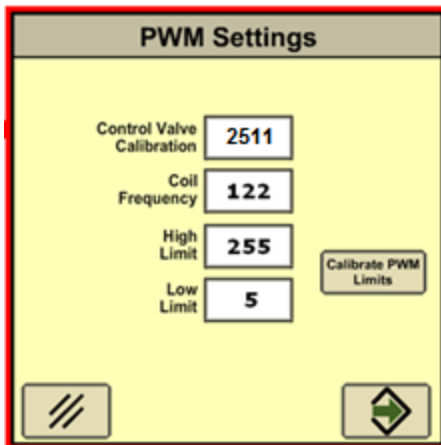 PWM Settings
Control Valve
Calibration
2511
Coil
Frequency
122
High
Limit
255
Calibrate PWM
Limits
Low
Limit
5